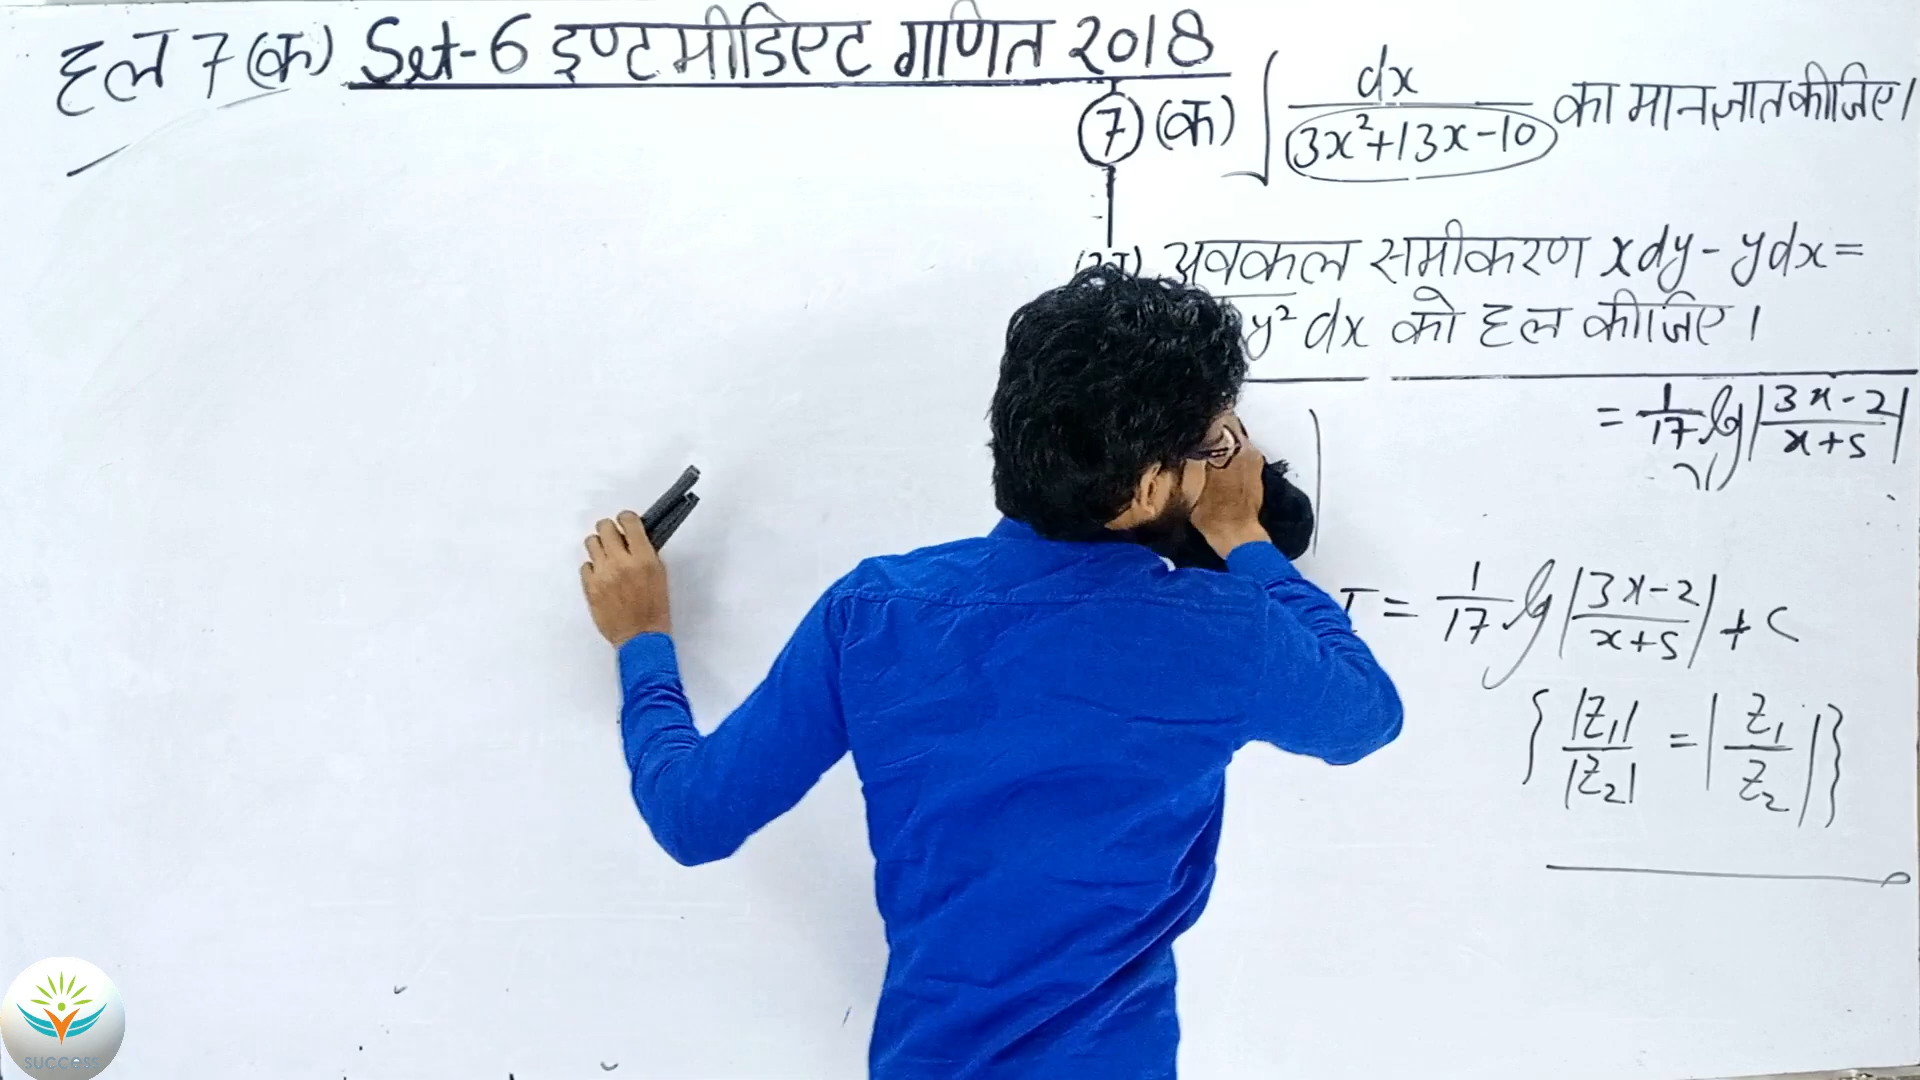 हल 7 (क) Set-6 इण्टमीडिएट गणित 2018
7 (क) ∫ dx/(3x²+13x-10) का मान ज्ञात कीजिए।
अवकल समीकरण xdy - ydx =
y² dx को हल कीजिए।
= 1/17 log |3x-2/x+5|
I = 1/17 log |3x-2/x+5| + c
{ |Z₁|/|Z₂| = |Z₁/Z₂| }
SUCCESS